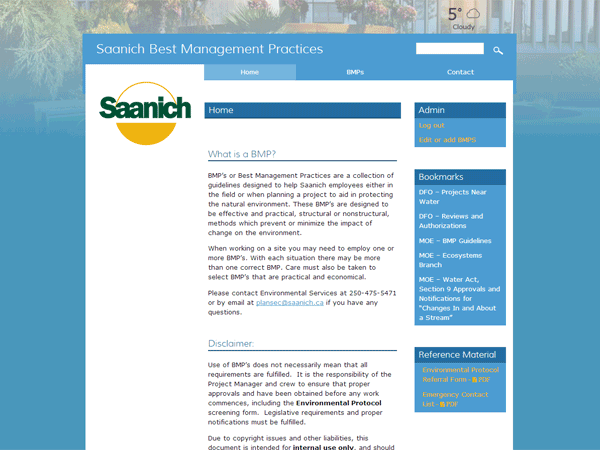 5°
Cloudy
Saanich Best Management Practices
Home
BMPs
Contact
Saanich
Home
What is a BMP?
BMP's or Best Management Practices are a collection of
guidelines designed to help Saanich employees either in
the field or when planning a project to aid in protecting
the natural environment. These BMP's are designed to
be effective and practical, structural or nonstructural,
methods which prevent or minimize the impact of
change on the environment.
When working on a site you may need to employ one or
more BMP's. With each situation there may be more
than one correct BMP. Care must also be taken to
select BMP's that are practical and economical.
Please contact Environmental Services at 250-475-5471
or by email at plansec@saanich.ca if you have any
questions.
Disclaimer:
Use of BMP's does not necessarily mean that all
requirements are fulfilled. It is the responsibility of the
Project Manager and crew to ensure that proper
approvals and have been obtained before any work
commences, including the Environmental Protocol
screening form. Legislative requirements and proper
notifications must be fulfilled.
Due to copyright issues and other liabilities, this
document is intended for internal use only, and should
Admin
Log out
Edit or add BMPS
Bookmarks
DFO – Projects Near
Water
DFO – Reviews and
Authorizations
MOE – BMP Guidelines
MOE – Ecosystems
Branch
MOE – Water Act,
Section 9 Approvals and
Notifications for
"Changes In and About
a Stream"
Reference Material
Environmental Protocol
Referral Form -PDF
Emergency Contact
List -PDF